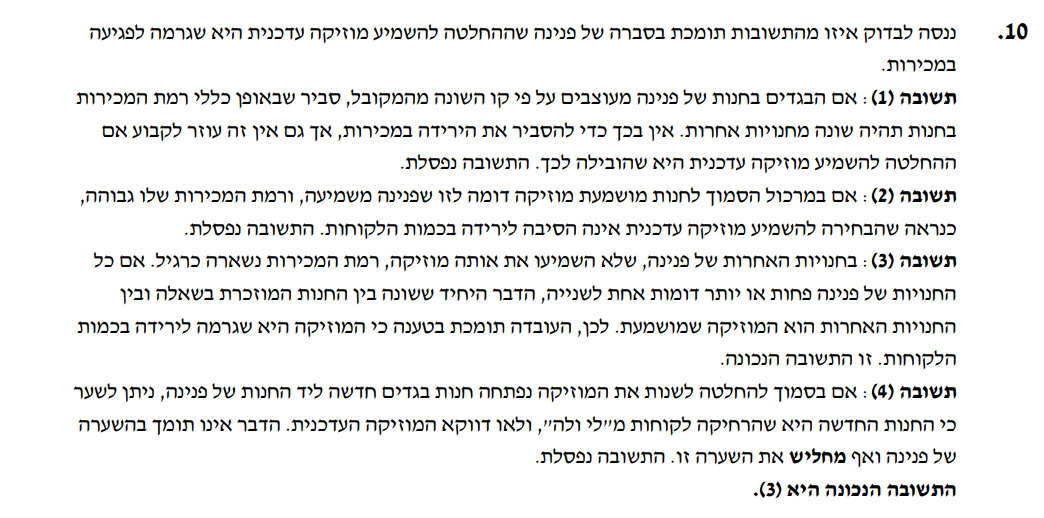 10. ננסה לבדוק איזו מהתשובות תומכת בסברה של פנינה שההחלטה להשמיע מוזיקה עדכנית היא שגרמה לפגיעה
במכירות.
תשובה (1): אם הבגדים בחנות של פנינה מעוצבים על פי קו השונה מהמקובל, סביר שבאופן כללי רמת המכירות
בחנות תהיה שונה מחנויות אחרות. אין בכך כדי להסביר את הירידה במכירות, אך גם אין זה עוזר לקבוע אם
ההחלטה להשמיע מוזיקה עדכנית היא שהובילה לכך. התשובה נפסלת.
תשובה (2): אם במרכול הסמוך לחנות מושמעת מוזיקה דומה לזו שפנינה משמיעה, ורמת המכירות שלו גבוהה,
כנראה שהבחירה להשמיע מוזיקה עדכנית אינה הסיבה לירידה בכמות הלקוחות. התשובה נפסלת.
תשובה (3): בחנויות האחרות של פנינה, שלא השמיעו את אותה מוזיקה, רמת המכירות נשארה כרגיל. אם כל
החנויות של פנינה פחות או יותר דומות אחת לשנייה, הדבר היחיד ששונה בין החנות המוזכרת בשאלה ובין
החנויות האחרות הוא המוזיקה שמושמעת. לכן, העובדה תומכת בטענה כי המוזיקה היא שגרמה לירידה בכמות
הלקוחות. זו התשובה הנכונה.
תשובה (4): אם בסמוך להחלטה לשנות את המוזיקה נפתחה חנות בגדים חדשה ליד החנות של פנינה, ניתן לשער
כי החנות החדשה היא שהרחיקה לקוחות מ"לי ולה", ולאו דווקא המוזיקה העדכנית. הדבר אינו תומך בהשערה
של פנינה ואף מחליש את השערה זו. התשובה נפסלת.
התשובה הנכונה היא (3).